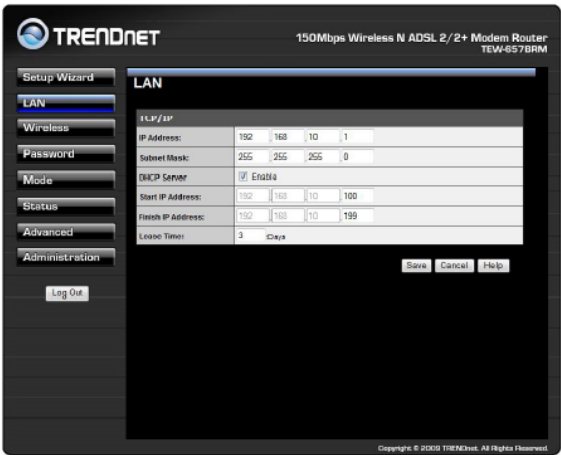 TRENDNET
150Mbps Wireless N ADSL 2/2+ Modem Router
TEW-657BRM
Setup Wizard
LAN
Wireless
Password
Mode
Status
Advanced
Administration
Log Out
LAN
TCP/IP
IP Address: 192 . 168 . 10 . 1
Subnet Mask: 255 . 255 . 255 . 0
DHCP Server Enable
Start IP Address: 192 . 168 . 10 . 100
Finish IP Address: 192 . 168 . 10 . 199
Lease Time: 3 Days
Save Cancel Help
Copyright © 2009 TRENDnet. All Rights Reserved.